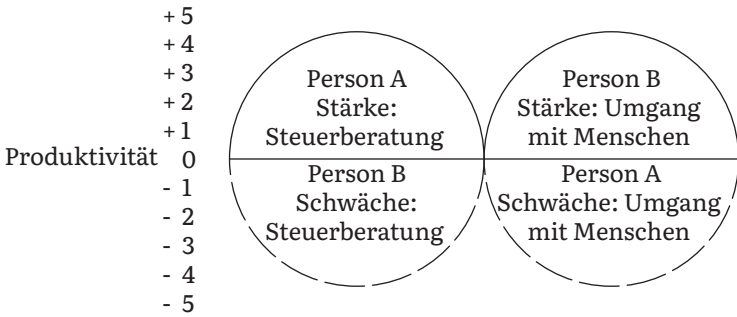 + 5
+ 4
+ 3
+ 2
+ 1
Produktivität 0
- 1
- 2
- 3
- 4
- 5
Person A
Stärke:
Steuerberatung
Person B
Schwäche:
Steuerberatung
Person B
Stärke: Umgang
mit Menschen
Person A
Schwäche: Umgang
mit Menschen